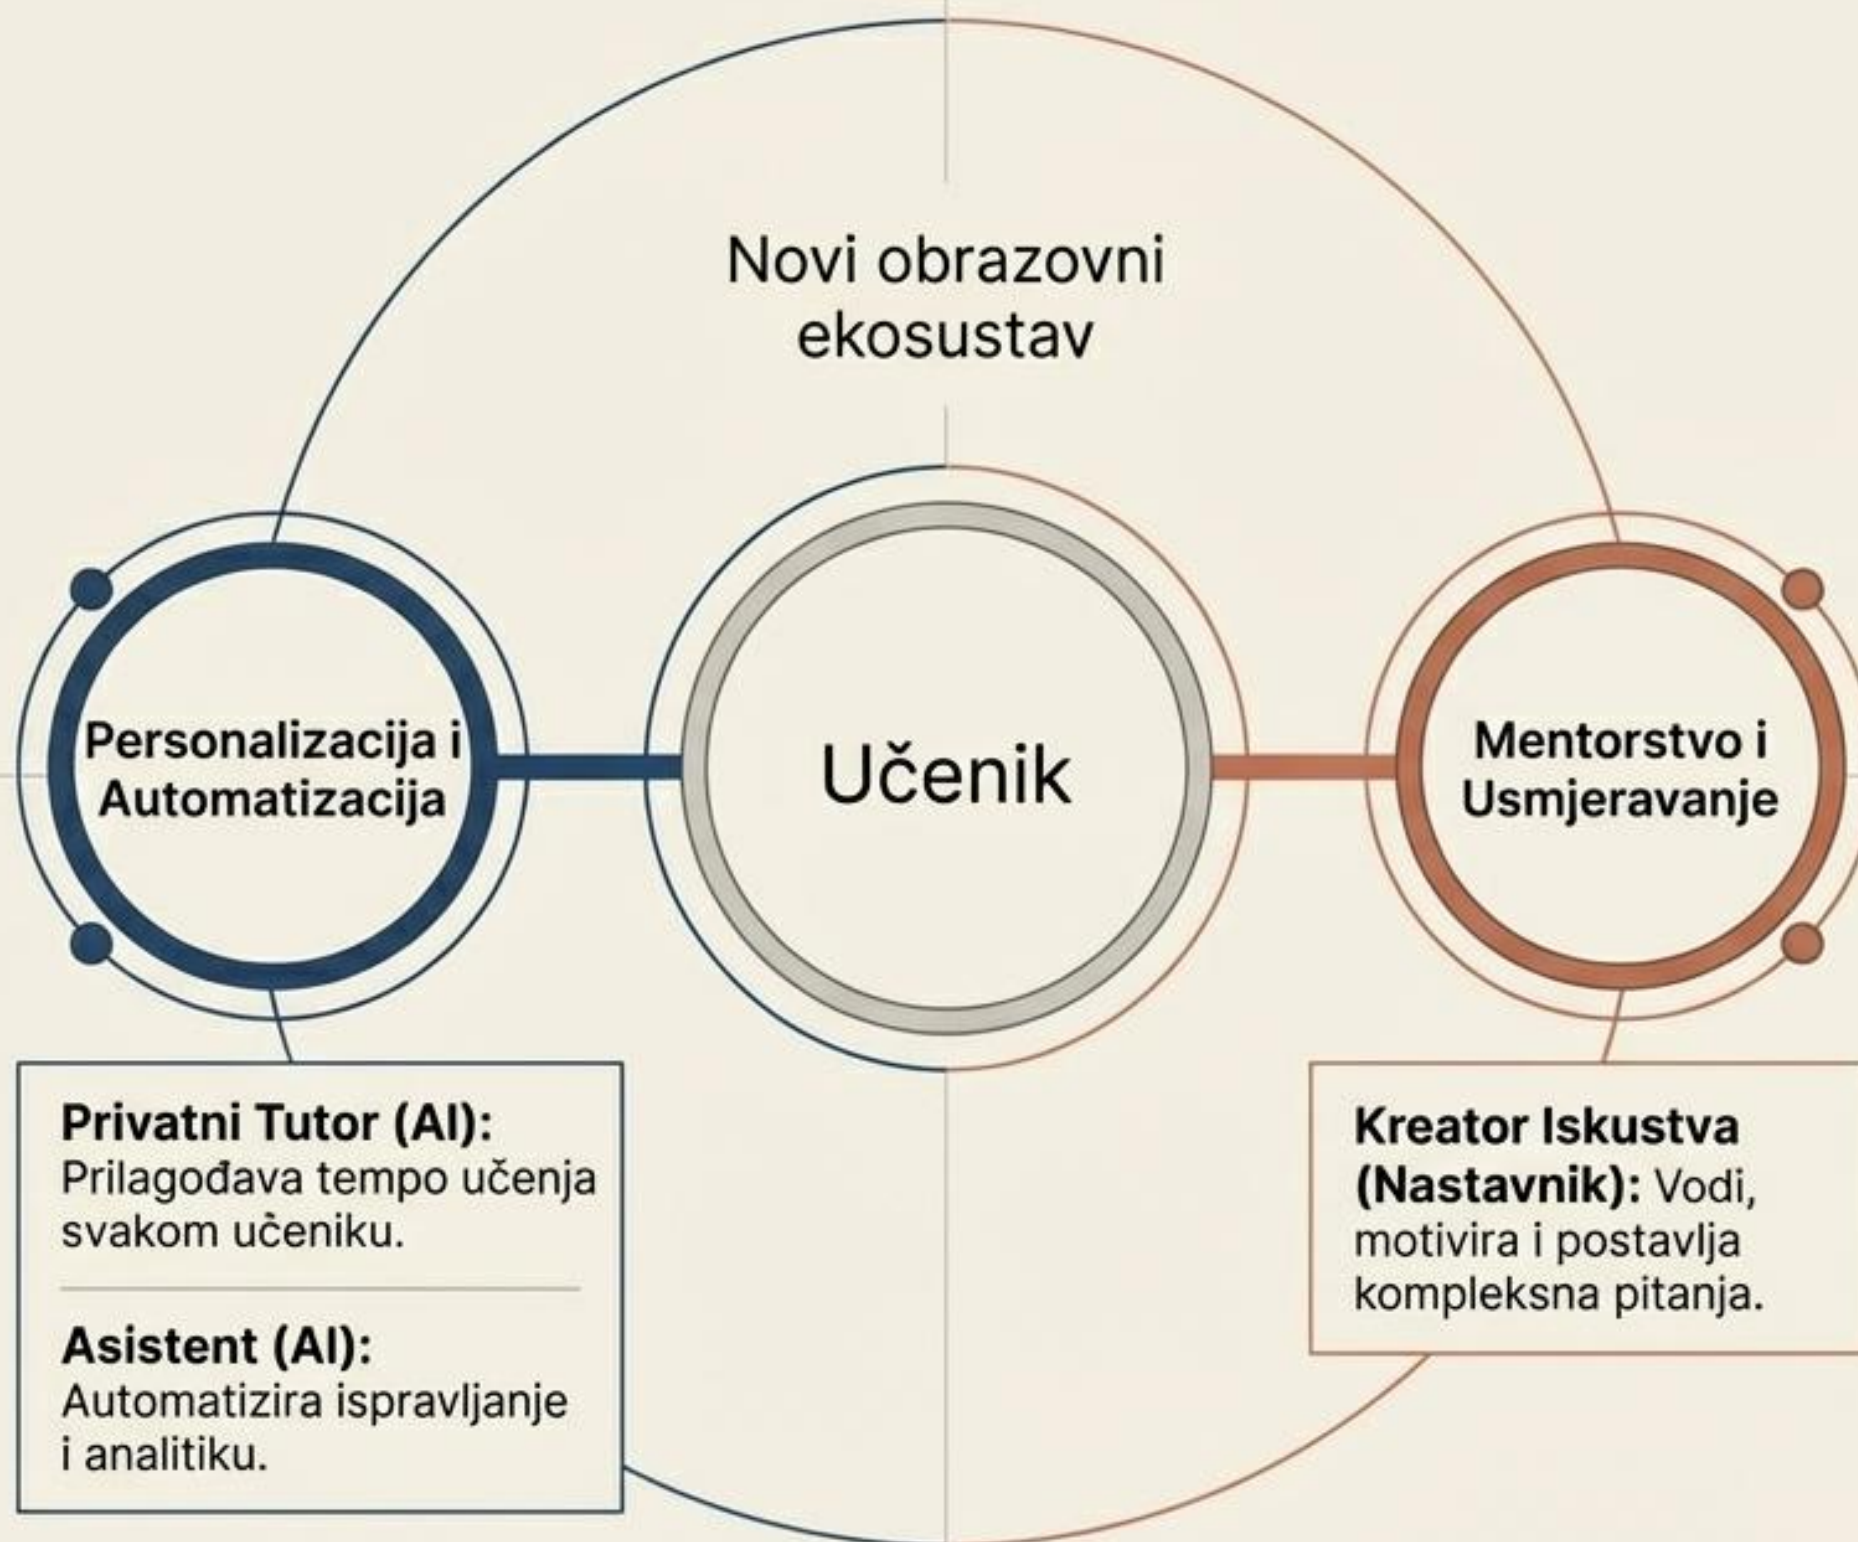 Novi obrazovni
ekosustav
Personalizacija i
Automatizacija
Učenik
Mentorstvo i
Usmjeravanje
Privatni Tutor (AI):
Prilagođava tempo učenja
svakom učeniku.
Asistent (AI):
Automatizira ispravljanje
i analitiku.
Kreator Iskustva
(Nastavnik): Vodi,
motivira i postavlja
kompleksna pitanja.